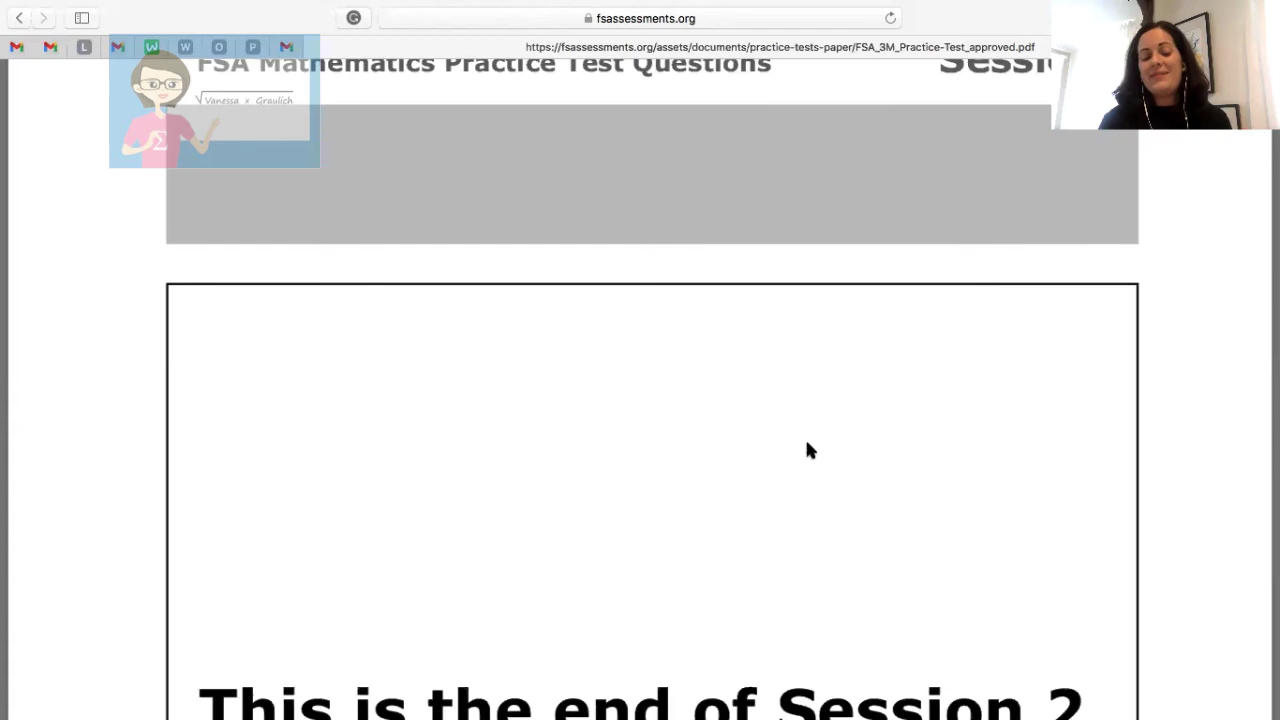 fsassessments.org
L
W
W
O
P
https://fsassessments.org/assets/documents/practice-tests-paper/FSA_3M_Practice-Test_approved.pdf
FSA Mathematics Practice Test Questions
√Vanessa x Graulich
Σ
This is the end of Session 2